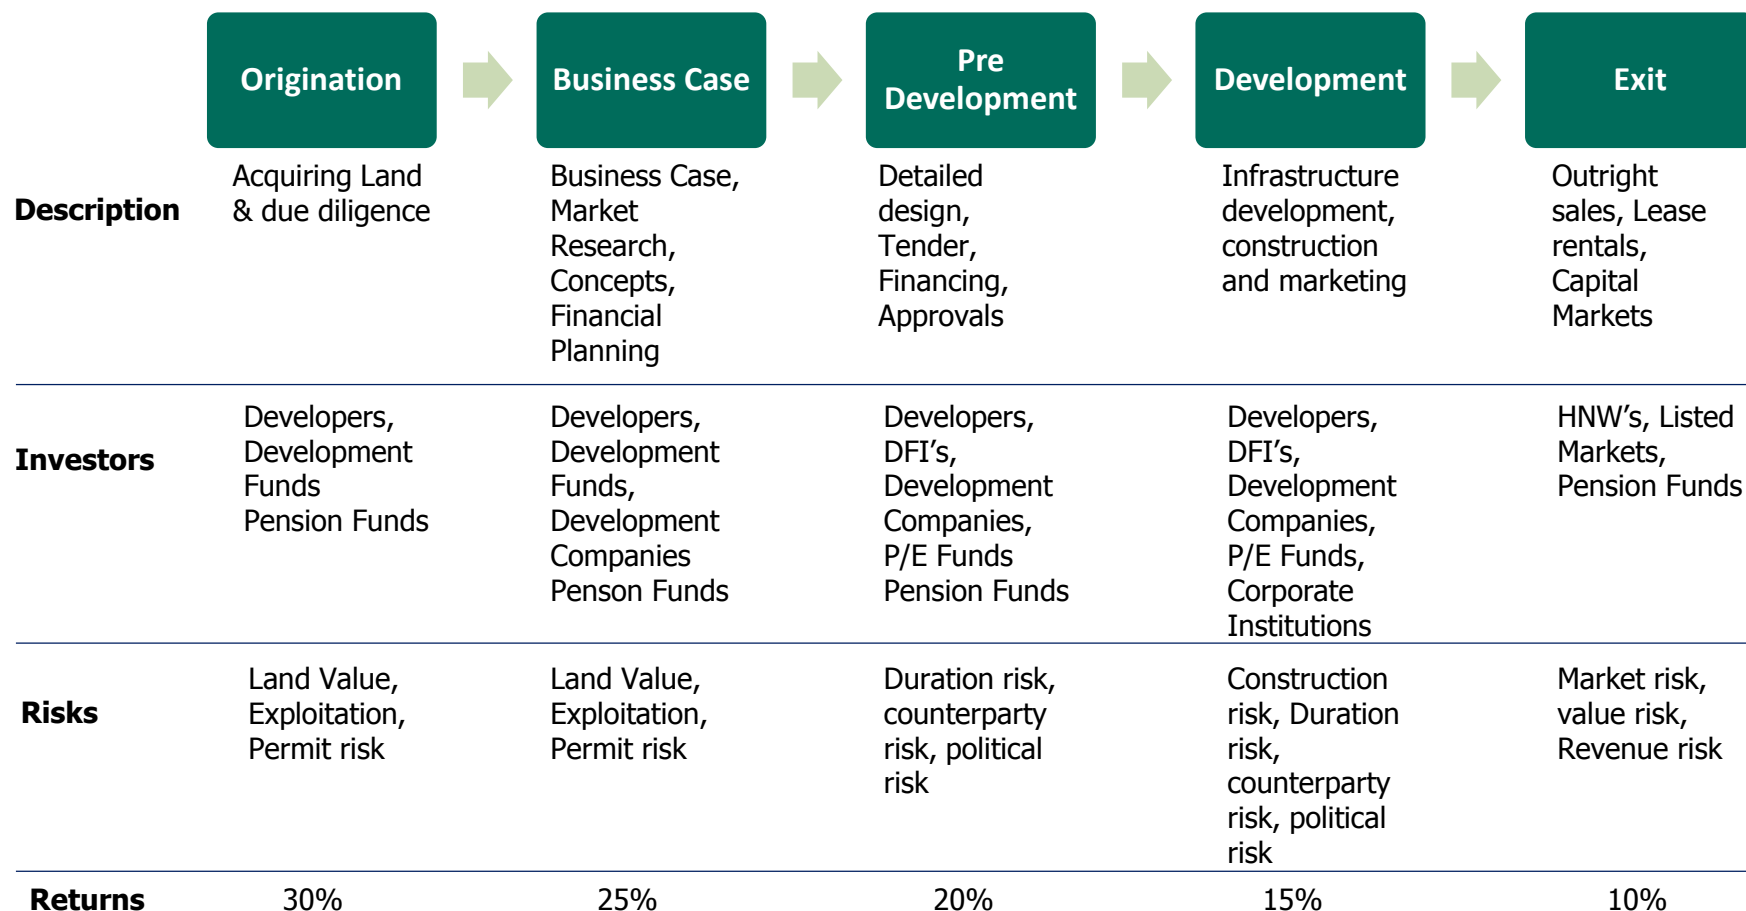 Origination
Business Case
Pre
Development
Development
Exit
Description
Acquiring Land
& due diligence
Business Case,
Market
Research,
Concepts,
Financial
Planning
Detailed
design,
Tender,
Financing,
Approvals
Infrastructure
development,
construction
and marketing
Outright
sales, Lease
rentals,
Capital
Markets
Investors
Developers,
Development
Funds
Pension Funds
Developers,
Development
Funds,
Development
Companies
Penson Funds
Developers,
DFI’s,
Development
Companies,
P/E Funds
Pension Funds
Developers,
DFI’s,
Development
Companies,
P/E Funds,
Corporate
Institutions
HNW’s, Listed
Markets,
Pension Funds
Risks
Land Value,
Exploitation,
Permit risk
Land Value,
Exploitation,
Permit risk
Duration risk,
counterparty
risk, political
risk
Construction
risk, Duration
risk,
counterparty
risk, political
risk
Market risk,
value risk,
Revenue risk
Returns
30%
25%
20%
15%
10%